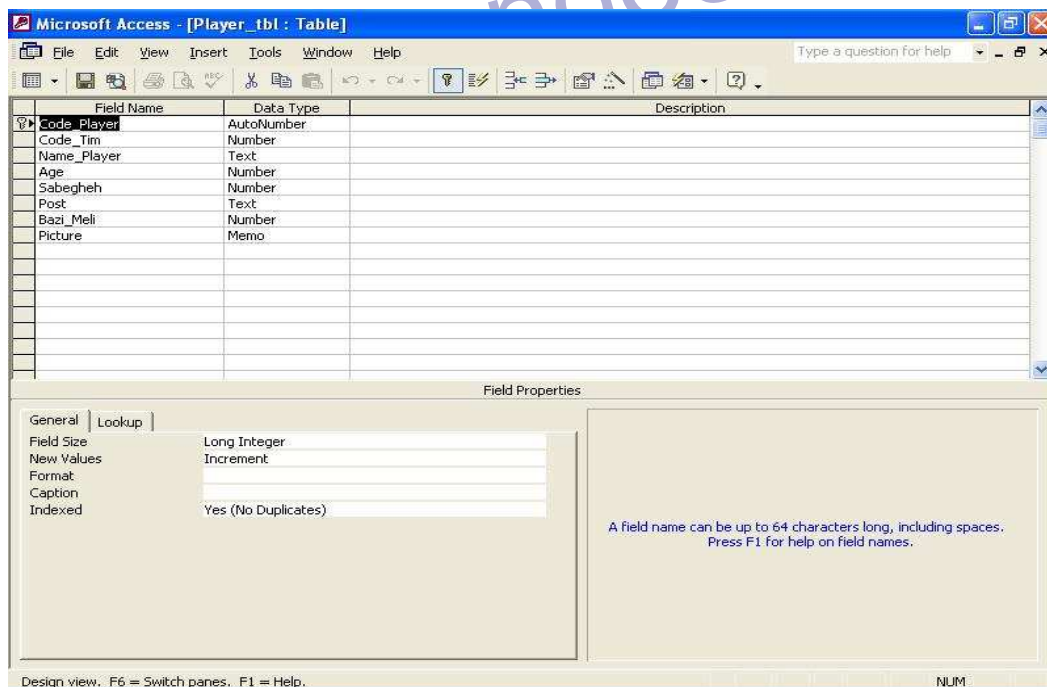 Microsoft Access - [Player_tbl : Table]
File Edit View Insert Tools Window Help Type a question for help
Field Name Data Type Description
Code_Player AutoNumber
Code_Tim Number
Name_Player Text
Age Number
Sabegheh Number
Post Text
Bazi_Meli Number
Picture Memo
Field Properties
General Lookup
Field Size Long Integer
New Values Increment
Format
Caption
Indexed Yes (No Duplicates)
A field name can be up to 64 characters long, including spaces.
Press F1 for help on field names.
Design view. F6 = Switch panes. F1 = Help. NUM